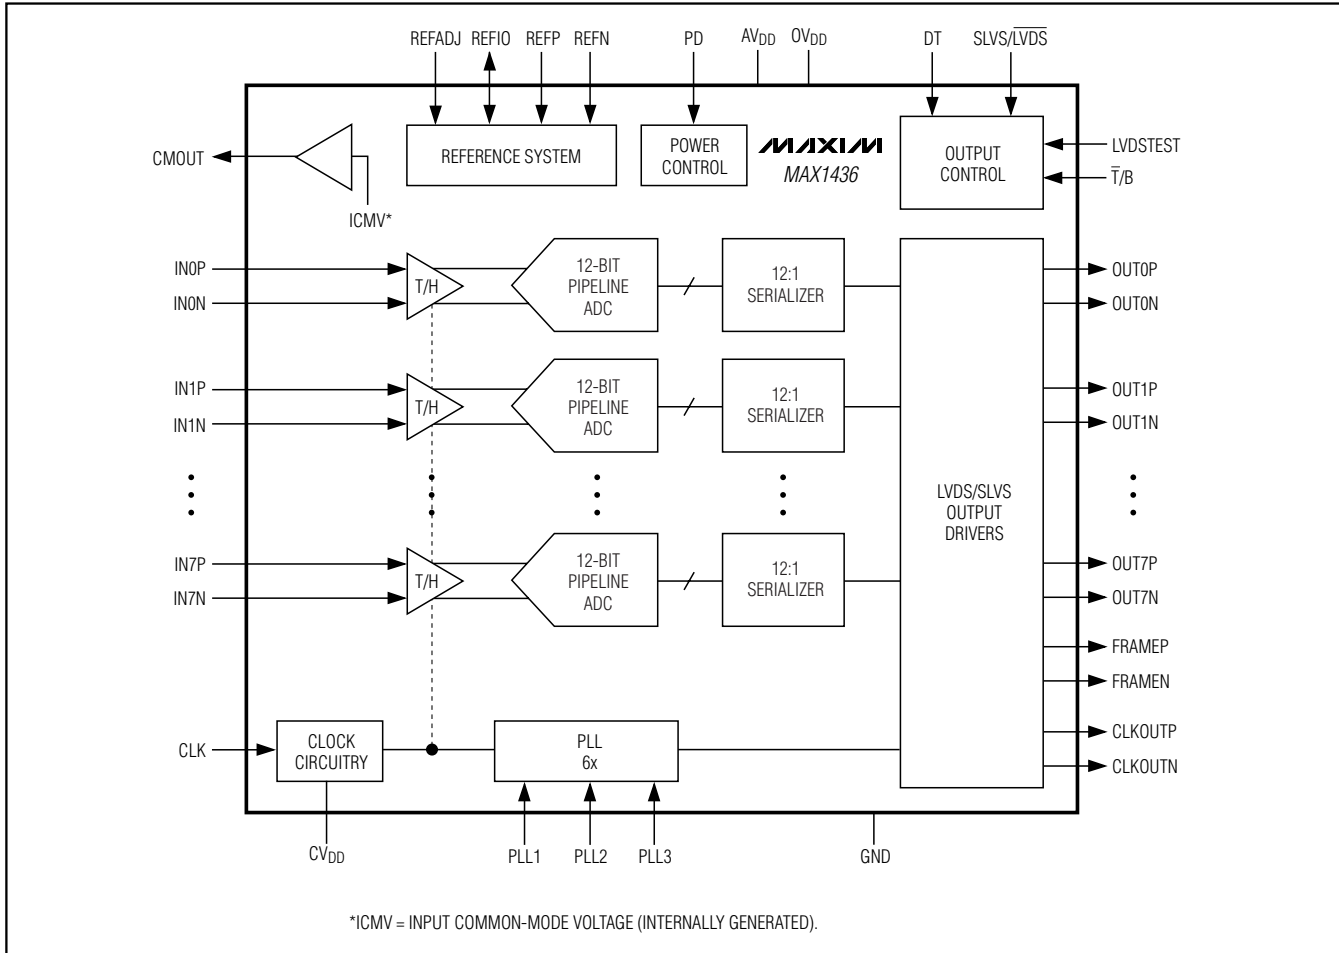 REFADJ REFIO REFP REFN PD AVDD OVDD DT SLVS/L̅V̅D̅S̅
CMOUT
ICMV*
REFERENCE SYSTEM
POWER
CONTROL
MAXIM
MAX1436
OUTPUT
CONTROL
LVDSTEST
T̅/B
IN0P
IN0N
T/H
12-BIT
PIPELINE
ADC
12:1
SERIALIZER
OUT0P
OUT0N
IN1P
IN1N
T/H
12-BIT
PIPELINE
ADC
12:1
SERIALIZER
OUT1P
OUT1N
LVDS/SLVS
OUTPUT
DRIVERS
IN7P
IN7N
T/H
12-BIT
PIPELINE
ADC
12:1
SERIALIZER
OUT7P
OUT7N
FRAMEP
FRAMEN
CLK
CLOCK
CIRCUITRY
PLL
6x
CLKOUTP
CLKOUTN
CVDD PLL1 PLL2 PLL3 GND
*ICMV = INPUT COMMON-MODE VOLTAGE (INTERNALLY GENERATED).